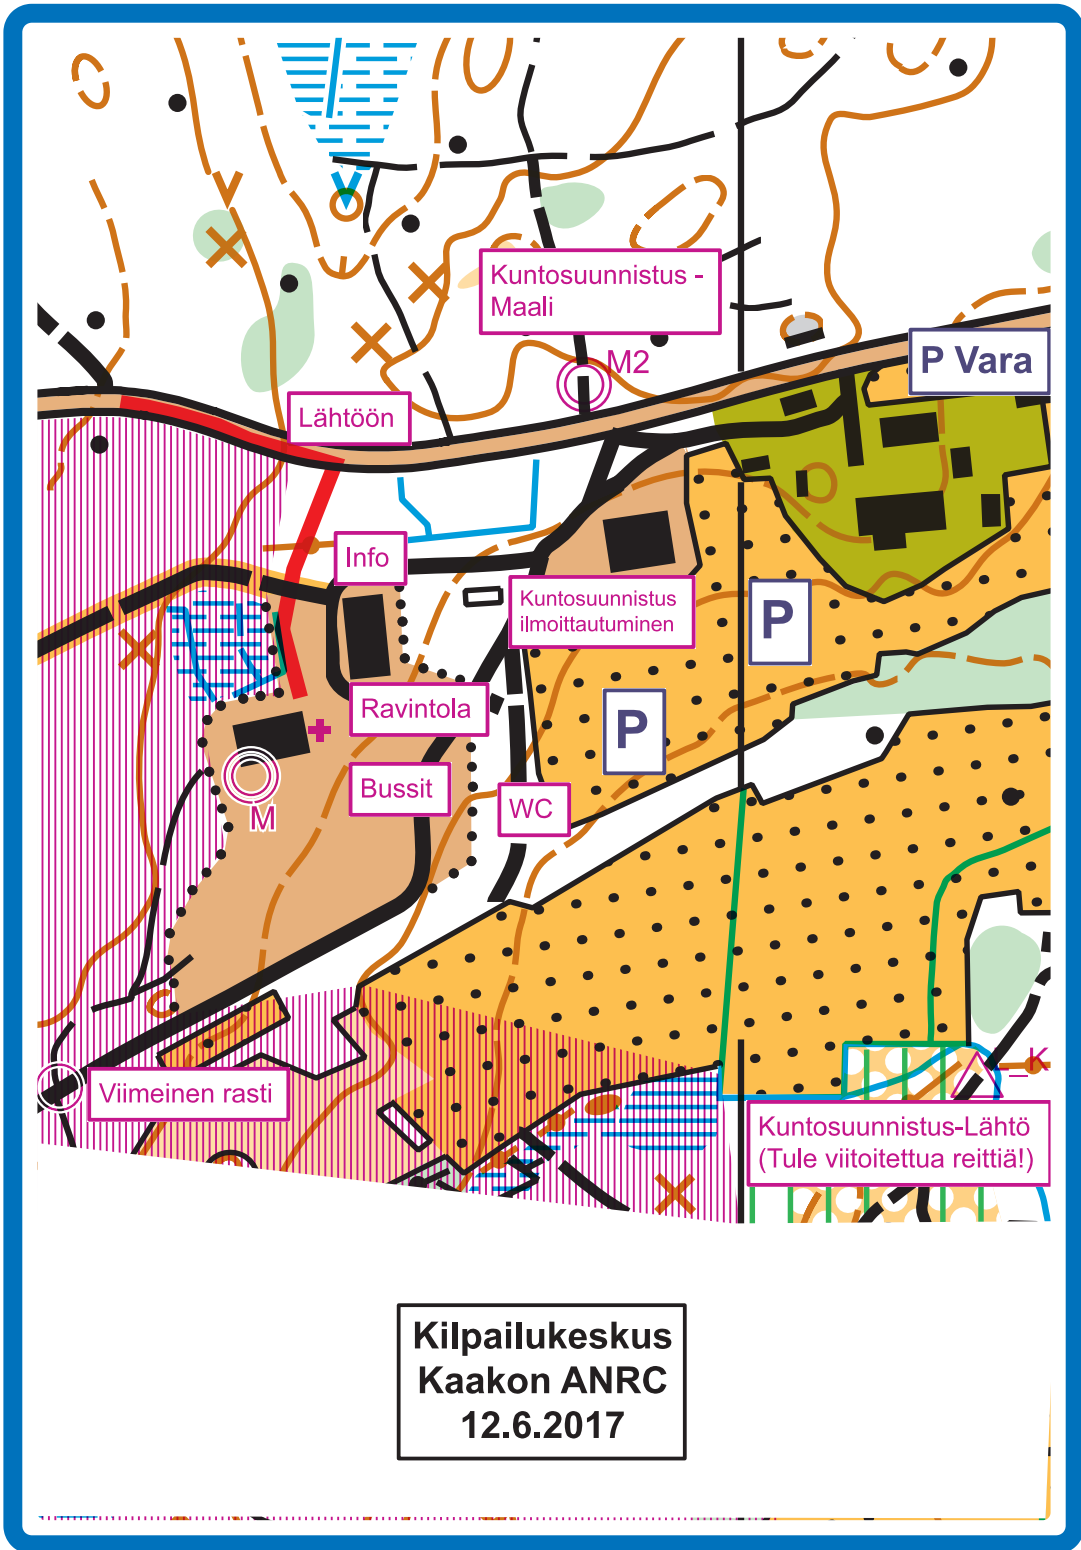 Kuntosuunnistus -
Maali
M2
P Vara
Lähtöön
Info
Kuntosuunnistus
ilmoittautuminen
P
Ravintola
P
Bussit
WC
M
K
Viimeinen rasti
Kuntosuunnistus-Lähtö
(Tule viitoitettua reittiä!)
Kilpailukeskus
Kaakon ANRC
12.6.2017